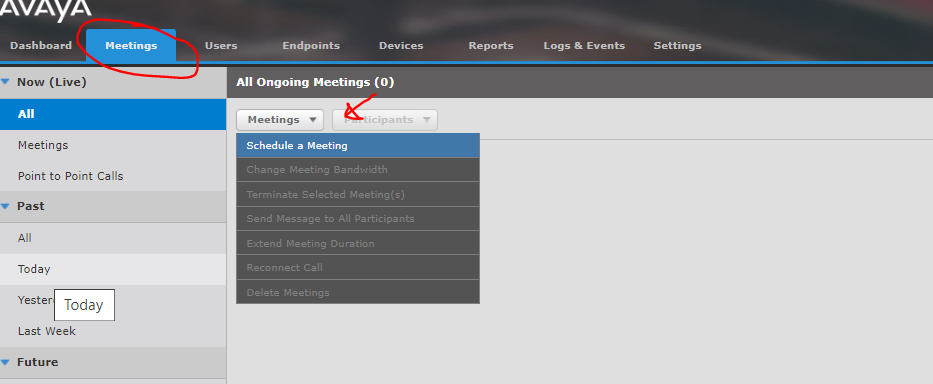 AVAYA
Dashboard Meetings Users Endpoints Devices Reports Logs & Events Settings
Now (Live)
All
Meetings
Point to Point Calls
Past
All
Today
Today
Last Week
Future
All Ongoing Meetings (0)
Meetings Participants
Schedule a Meeting
Change Meeting Bandwidth
Terminate Selected Meeting(s)
Send Message to All Participants
Extend Meeting Duration
Reconnect Call
Delete Meetings